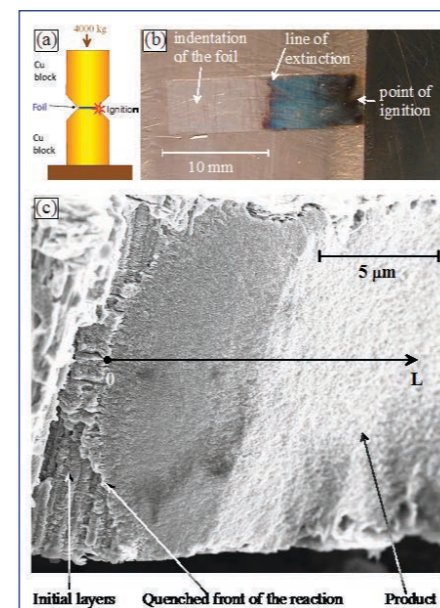 (a)
4000 kg
Cu
block
Foil
Ignition
Cu
block
(b)
indentation
of the foil
line of
extinction
point of
ignition
10 mm
(c)
5 μm
0
L
Initial layers
Quenched front of the reaction
Product